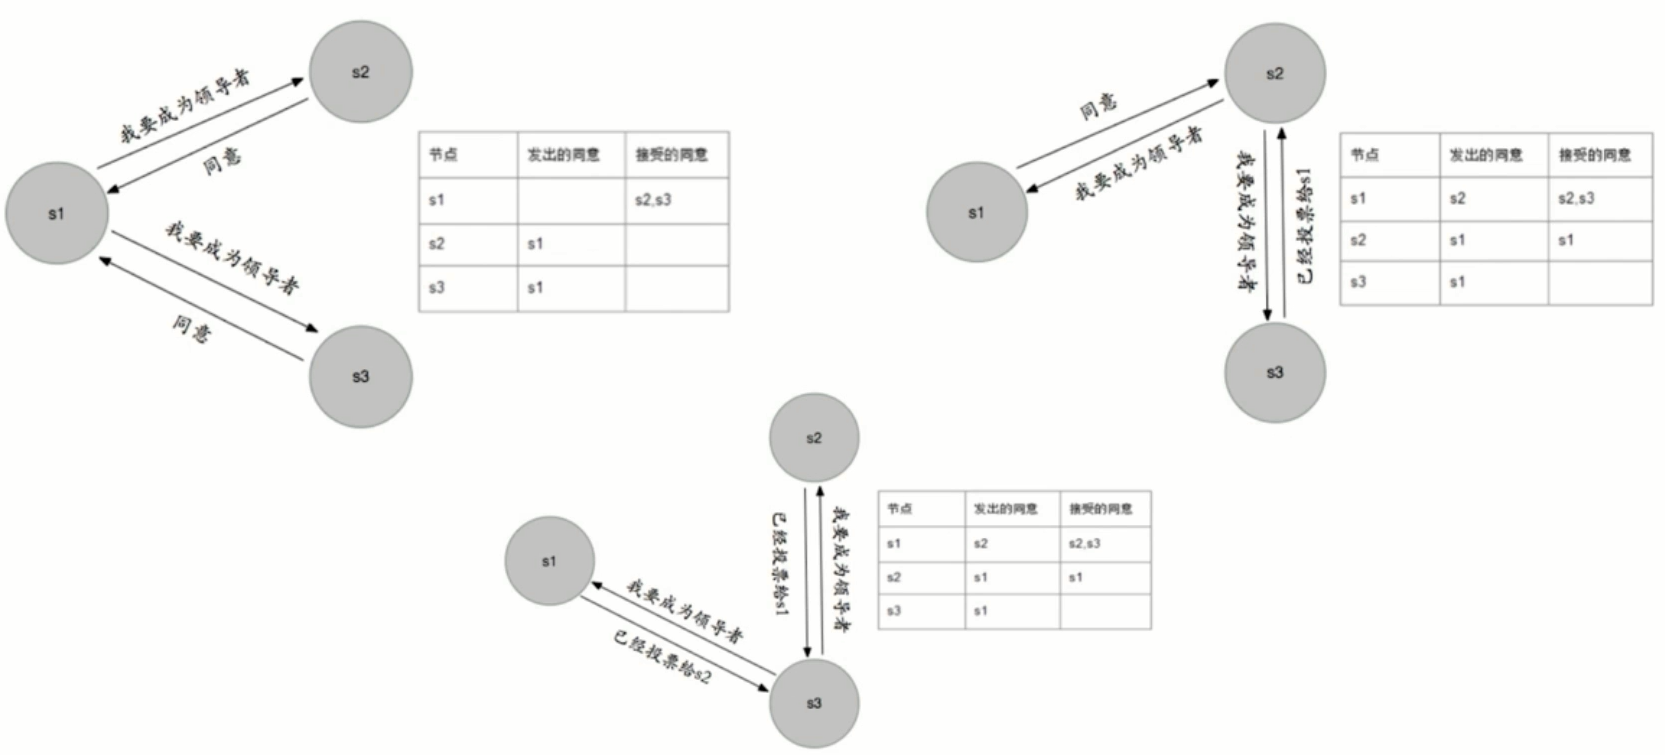 s2
我要成为领导者
同意
s1
我要成为领导者
同意
s3
节点 发出的同意 接受的同意
s1 s2,s3
s2 s1
s3 s1
s2
同意
我要成为领导者
s1
我要成为领导者
已经投票给s1
s3
节点 发出的同意 接受的同意
s1 s2 s2,s3
s2 s1 s1
s3 s1
s2
已经投票给s1
我要成为领导者
s1
我要成为领导者
已经投票给s2
s3
节点 发出的同意 接受的同意
s1 s2 s2,s3
s2 s1 s1
s3 s1